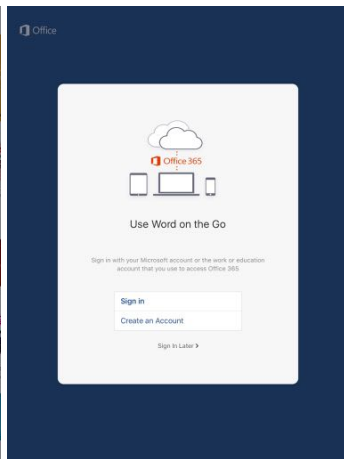 Office
Office 365
Use Word on the Go
Sign in with your Microsoft account or the work or education
account that you use to access Office 365
Sign in
Create an Account
Sign In Later >